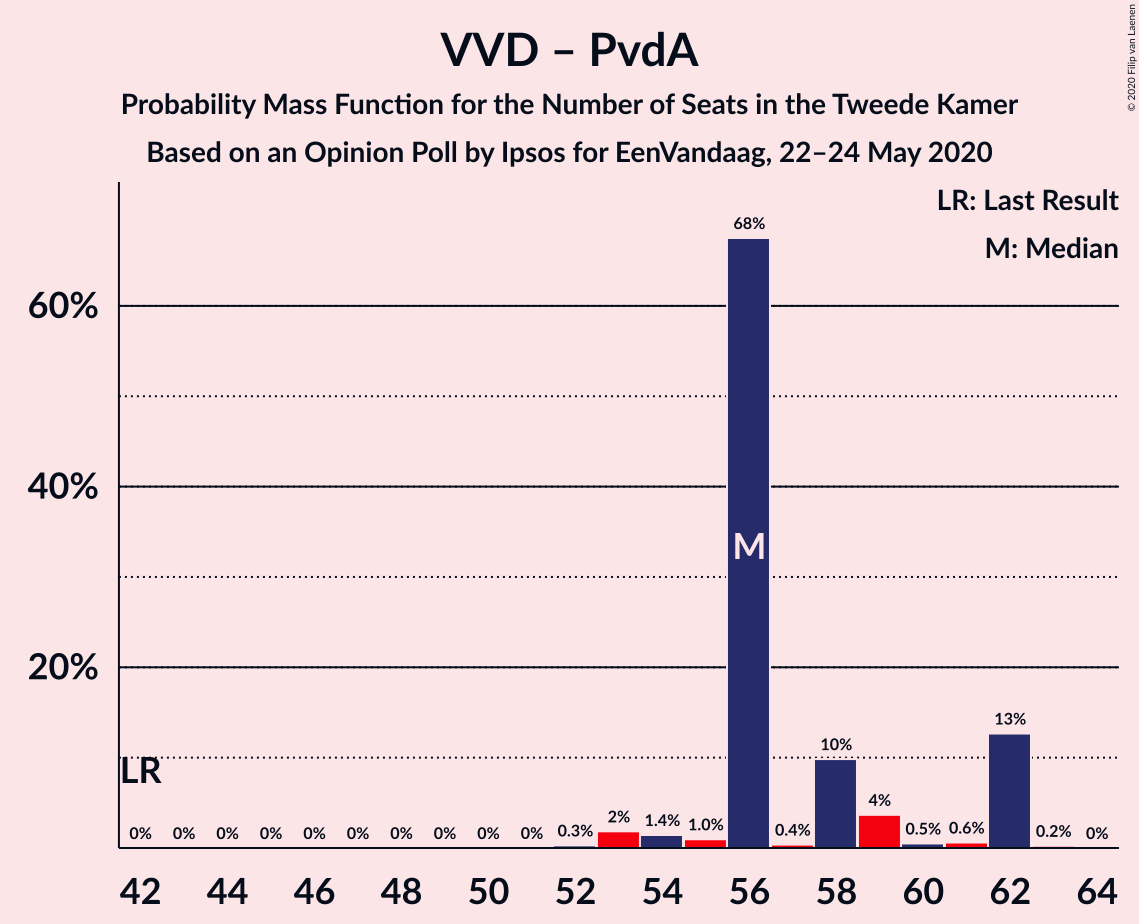 © 2020 Filip van Laenen
VVD – PvdA
Probability Mass Function for the Number of Seats in the Tweede Kamer
Based on an Opinion Poll by Ipsos for EenVandaag, 22–24 May 2020
LR: Last Result
M: Median
60%
40%
20%
LR
M
0% 0% 0% 0% 0% 0% 0% 0% 0% 0% 0.3% 2% 1.4% 1.0% 68% 0.4% 10% 4% 0.5% 0.6% 13% 0.2% 0%
42 44 46 48 50 52 54 56 58 60 62 64